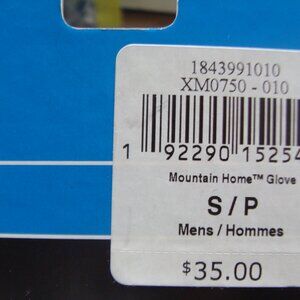 1843991010
XM0750 - 010
1 92290 15254
Mountain Home™ Glove
S / P
Mens / Hommes
$35.00